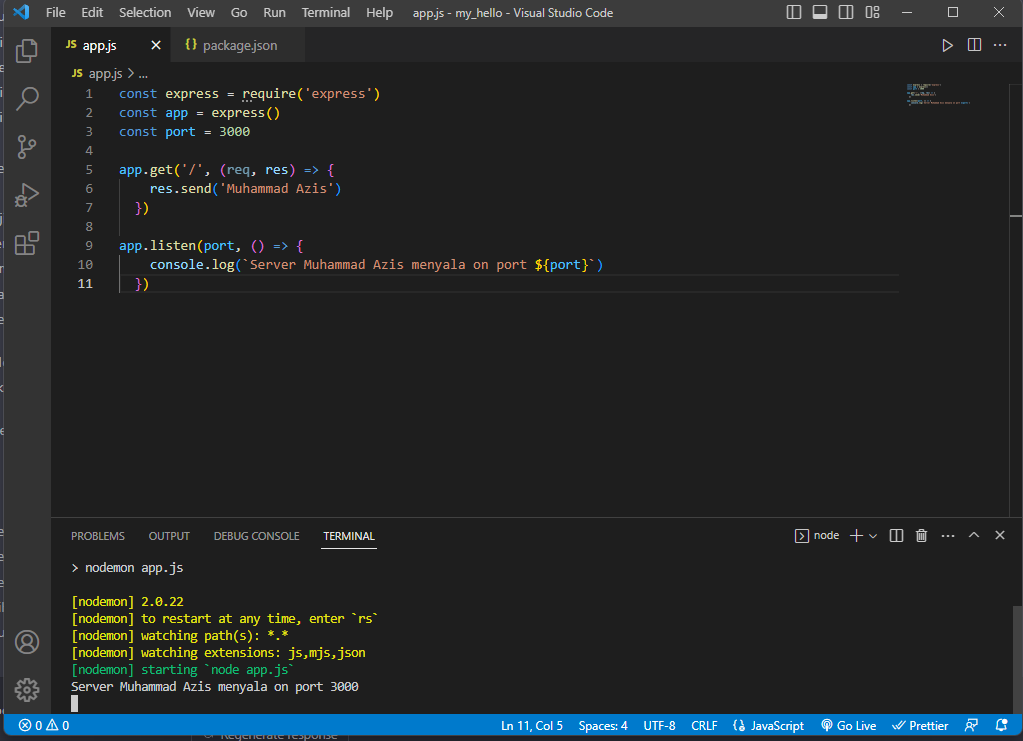 File Edit Selection View Go Run Terminal Help app.js - my_hello - Visual Studio Code
JS app.js {} package.json
JS app.js > ...
1 const express = require('express')
2 const app = express()
3 const port = 3000
4
5 app.get('/', (req, res) => {
6 res.send('Muhammad Azis')
7 })
8
9 app.listen(port, () => {
10 console.log(`Server Muhammad Azis menyala on port ${port}`)
11 })
PROBLEMS OUTPUT DEBUG CONSOLE TERMINAL node
> nodemon app.js
[nodemon] 2.0.22
[nodemon] to restart at any time, enter `rs`
[nodemon] watching path(s): *.*
[nodemon] watching extensions: js,mjs,json
[nodemon] starting `node app.js`
Server Muhammad Azis menyala on port 3000
0 0 Ln 11, Col 5 Spaces: 4 UTF-8 CRLF {} JavaScript Go Live Prettier
Regenerate response